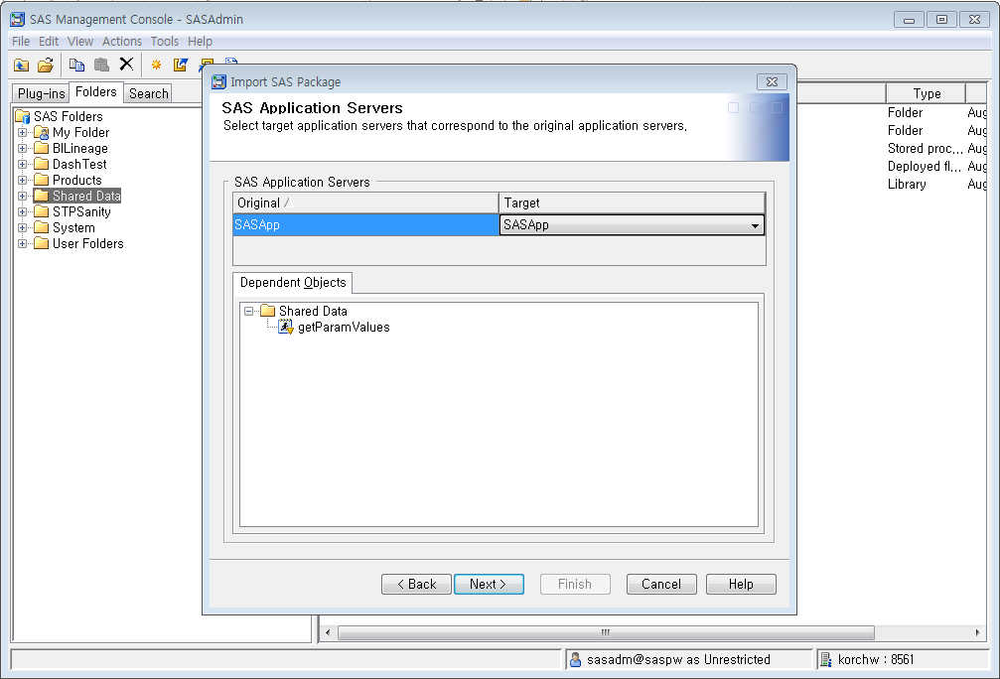 SAS Management Console - SASAdmin
File Edit View Actions Tools Help
Plug-ins Folders Search
SAS Folders
My Folder
BILineage
DashTest
Products
Shared Data
STPSanity
System
User Folders
Import SAS Package
SAS Application Servers
Select target application servers that correspond to the original application servers.
SAS Application Servers
Original Target
SASApp SASApp
Dependent Objects
Shared Data
getParamValues
< Back Next > Finish Cancel Help
Type
Folder Aug
Folder Aug
Stored proc... Aug
Deployed fl... Aug
Library Aug
sasadm@saspw as Unrestricted
korchw : 8561